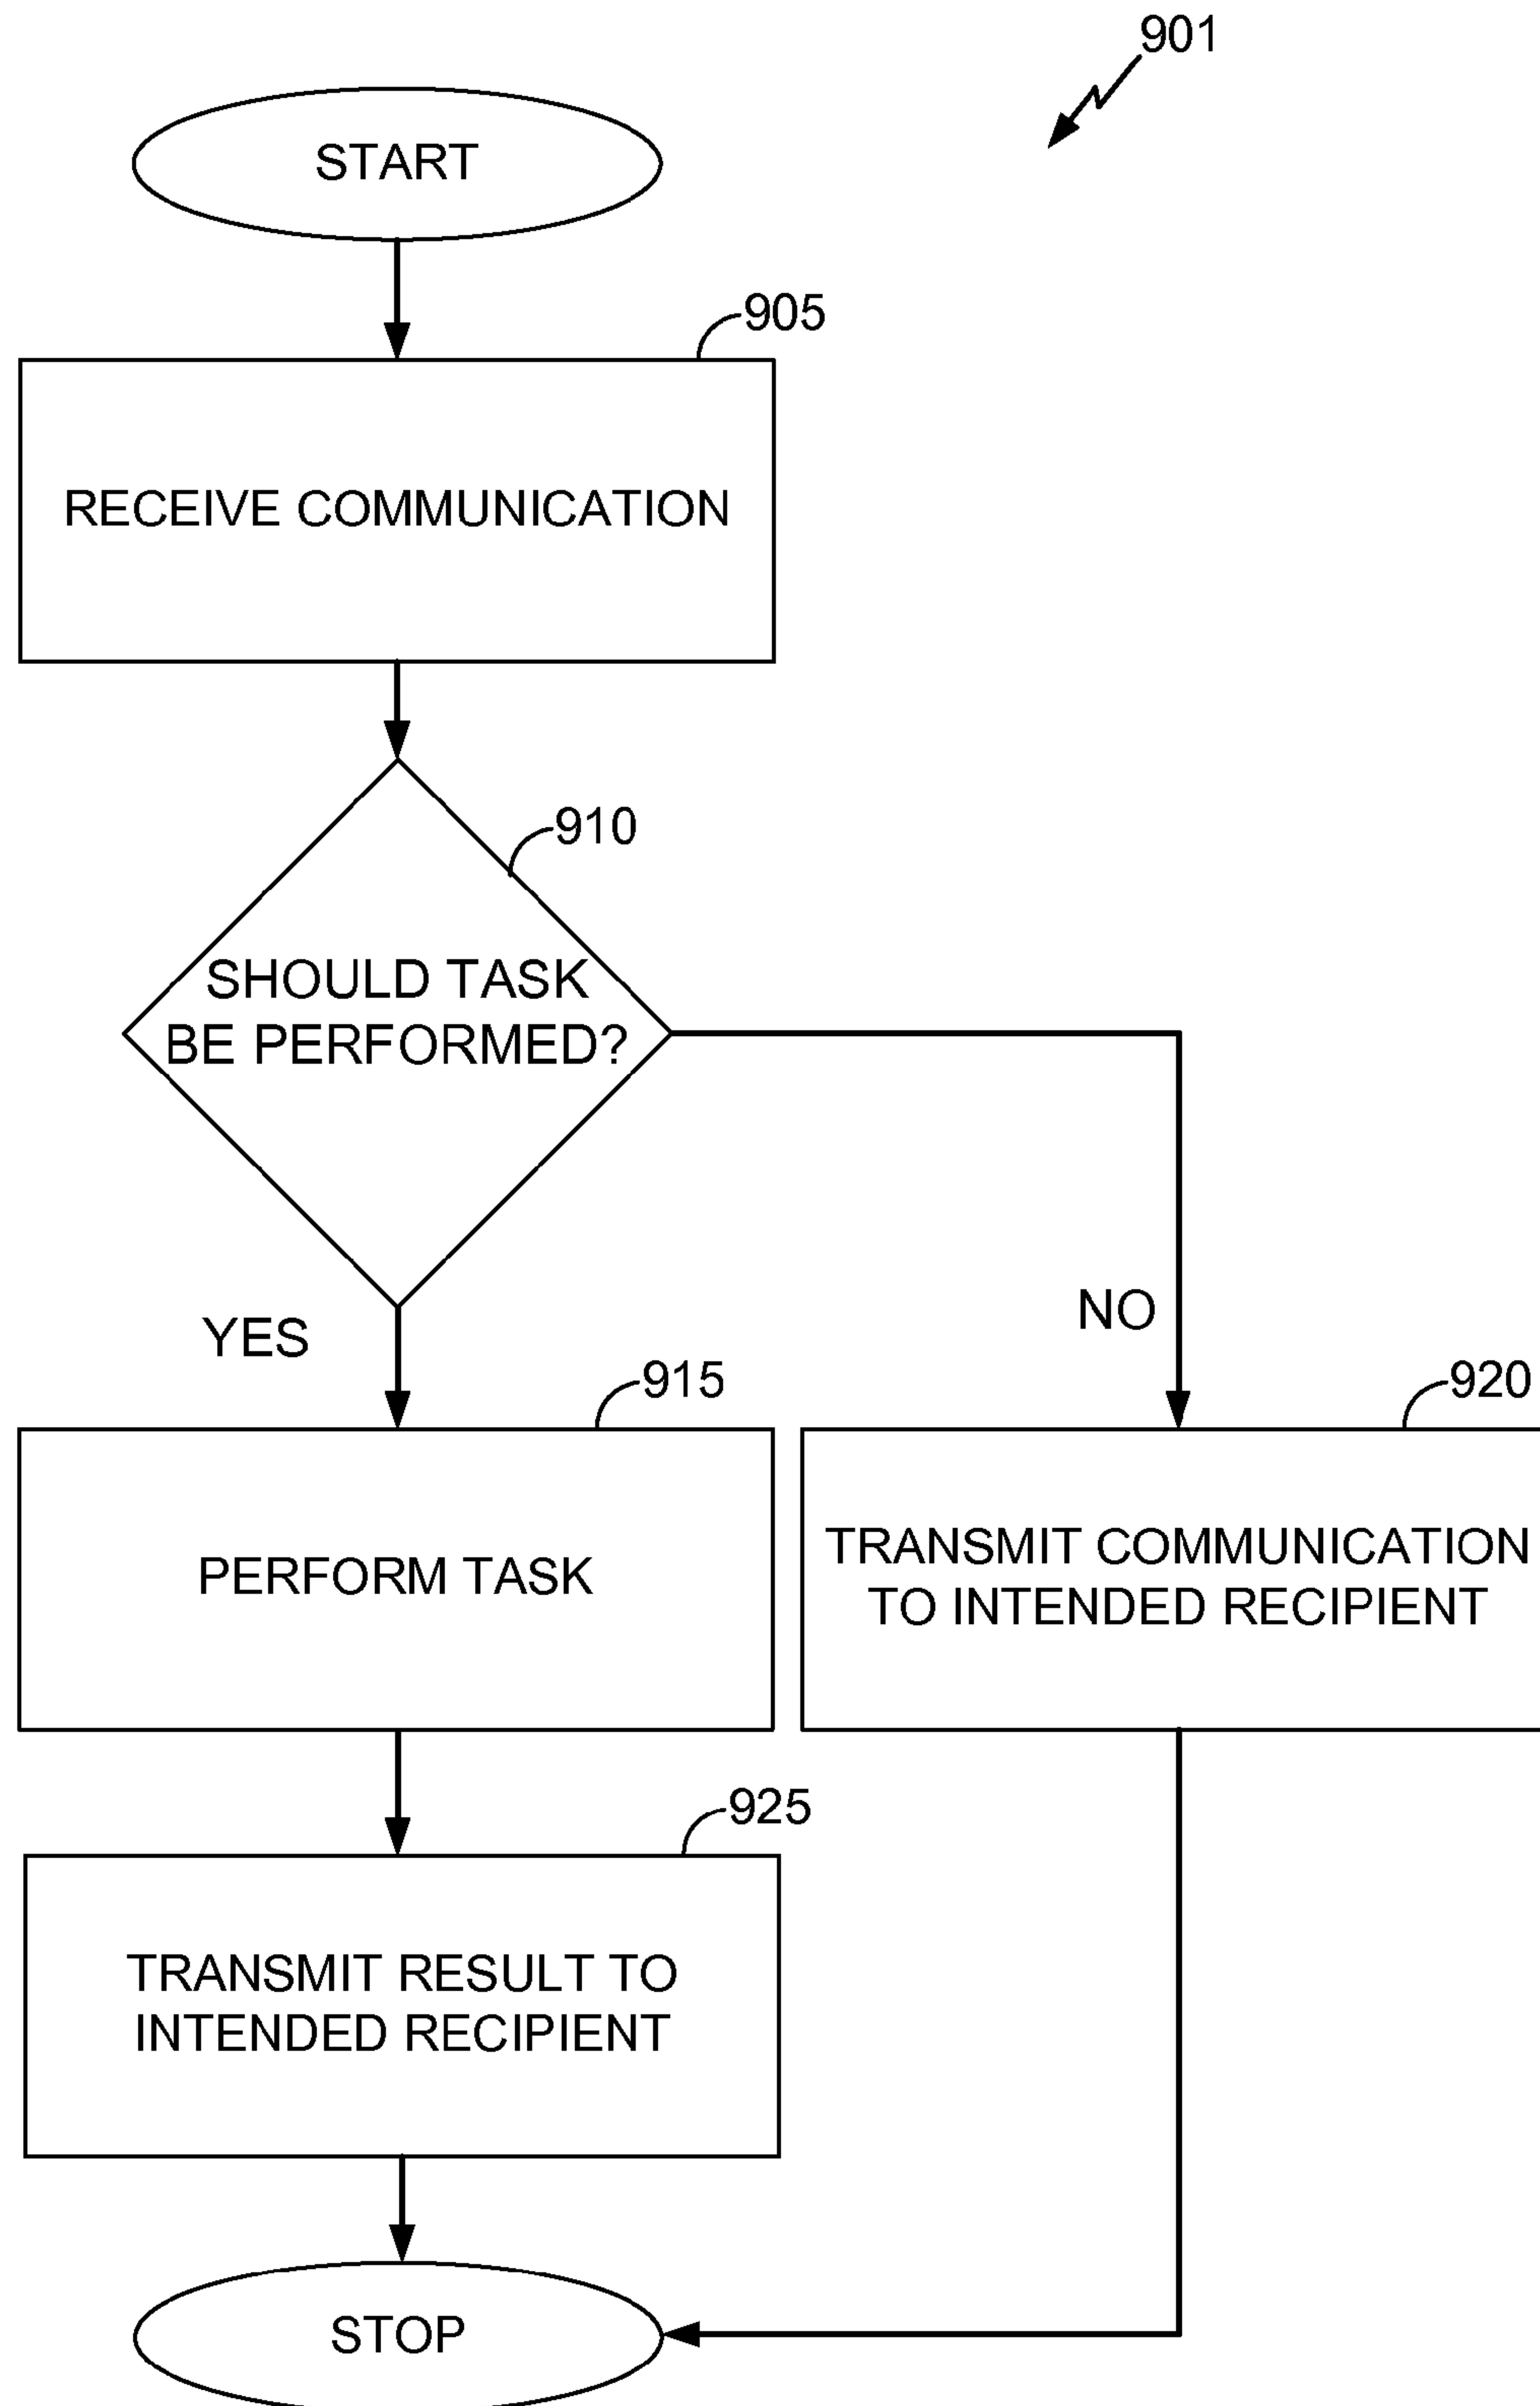 901
START
905
RECEIVE COMMUNICATION
910
SHOULD TASK
BE PERFORMED?
YES
NO
915
920
PERFORM TASK
TRANSMIT COMMUNICATION
TO INTENDED RECIPIENT
925
TRANSMIT RESULT TO
INTENDED RECIPIENT
STOP